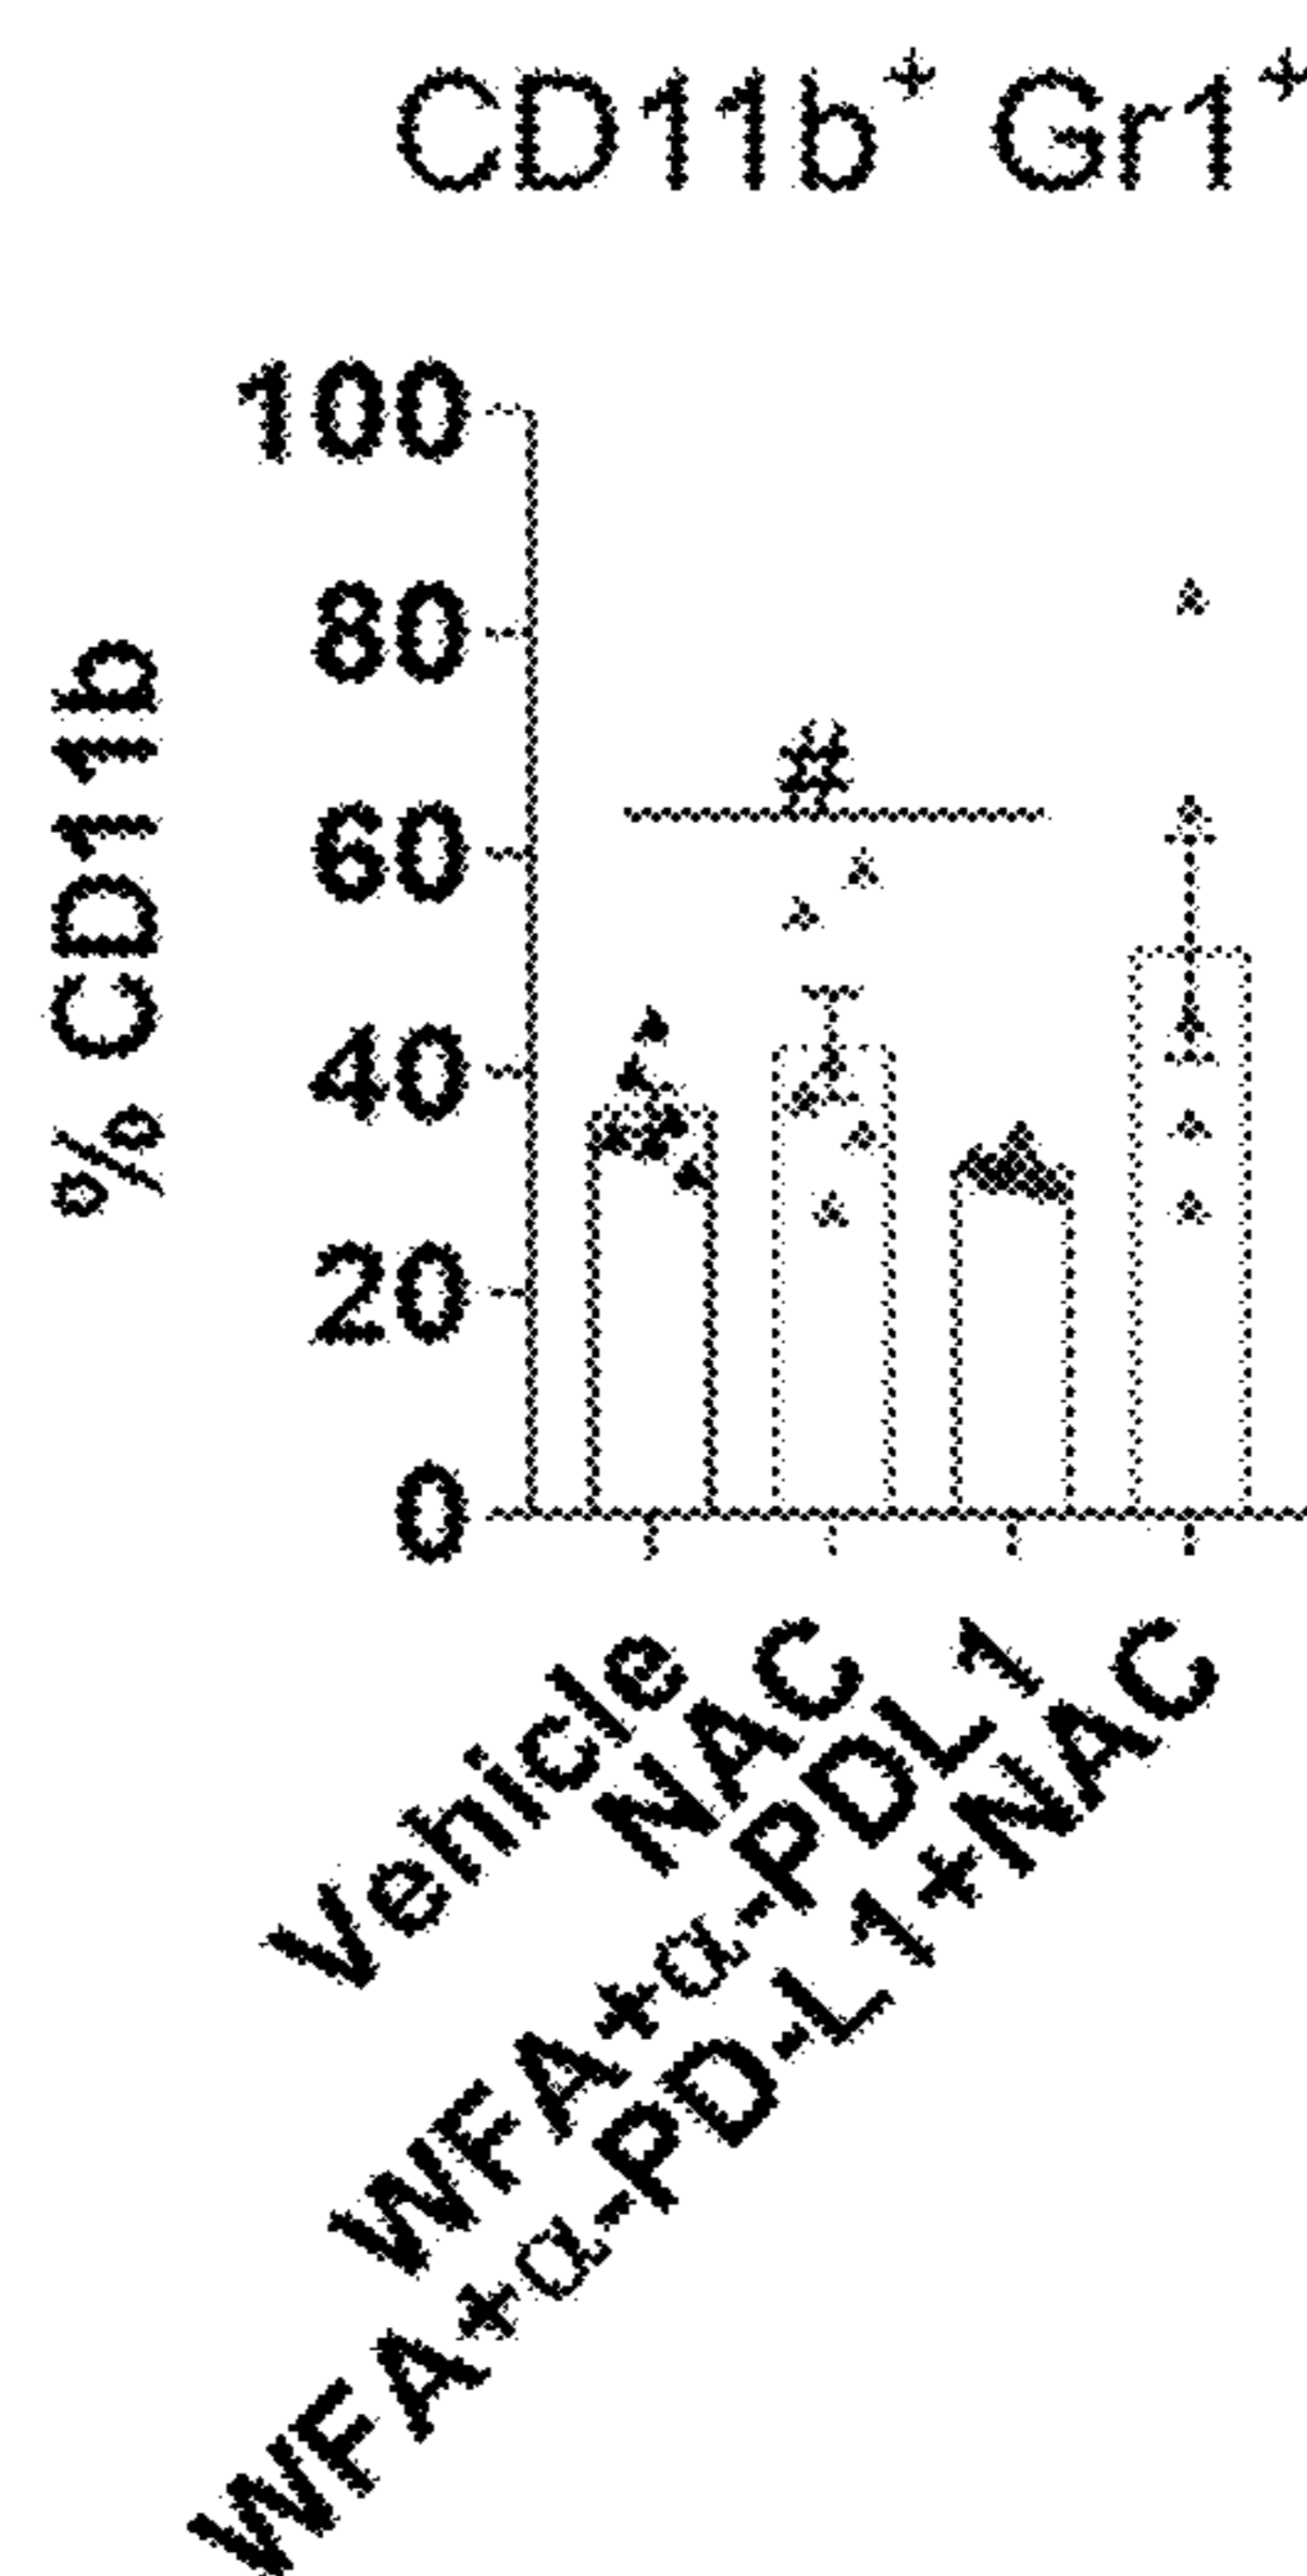 CD11b⁺ Gr1⁺
% CD11b
100
80
60
40
20
0
#
Vehicle
NAC
WFA+α-PDL1
WFA+α-PD-L1+NAC